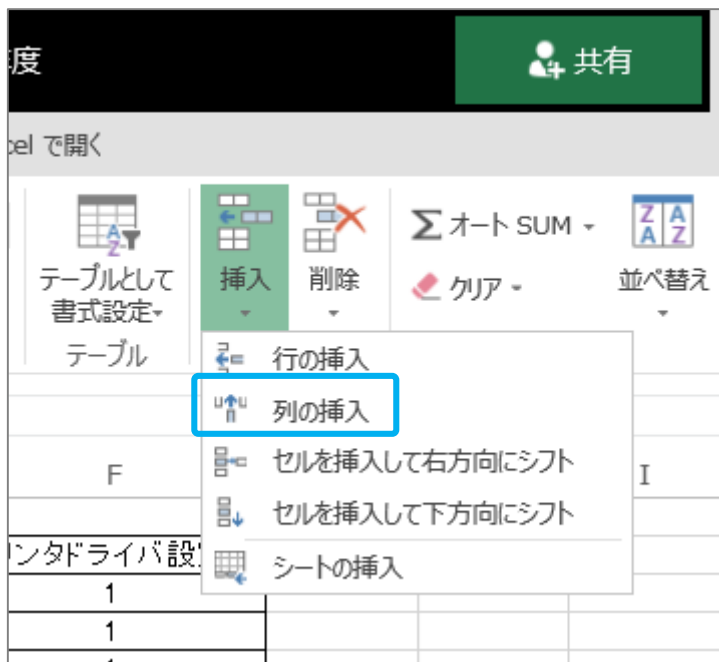 度
共有
cel で開く
テーブルとして
書式設定
挿入
削除
オート SUM
クリア
並べ替え
テーブル
行の挿入
列の挿入
セルを挿入して右方向にシフト
セルを挿入して下方向にシフト
シートの挿入
F
I
ンタドライバ設
1
1